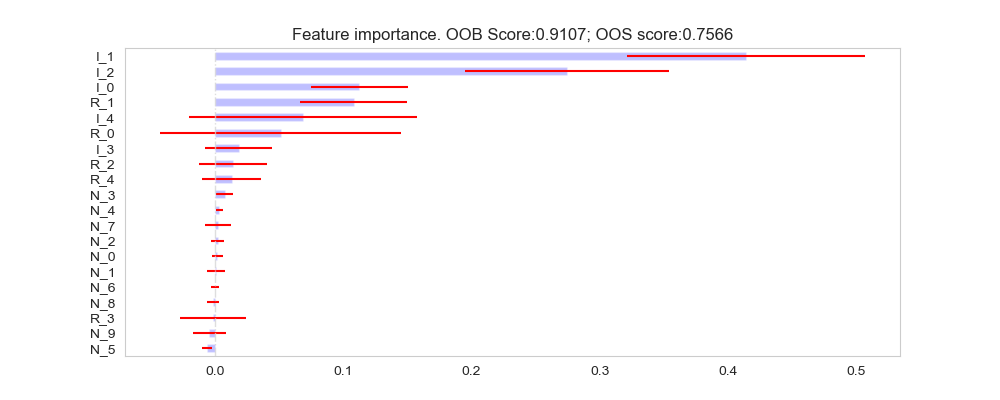 Feature importance. OOB Score:0.9107; OOS score:0.7566
I_1
I_2
I_0
R_1
I_4
R_0
I_3
R_2
R_4
N_3
N_4
N_7
N_2
N_0
N_1
N_6
N_8
R_3
N_9
N_5
0.0 0.1 0.2 0.3 0.4 0.5